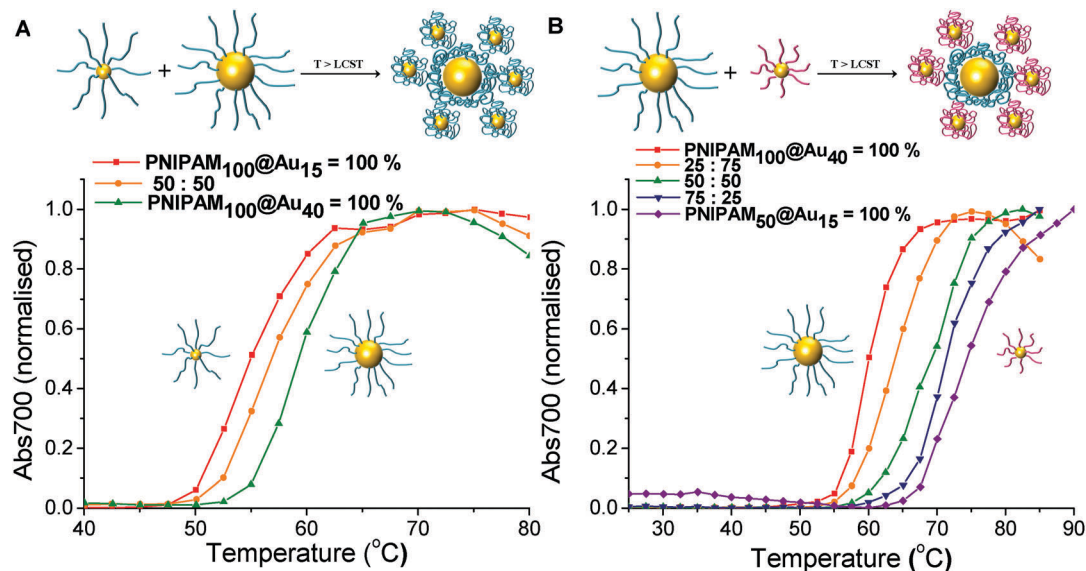 A
+
T > LCST
PNIPAM₁₀₀@Au₁₅ = 100 %
50 : 50
PNIPAM₁₀₀@Au₄₀ = 100 %
1.0
0.8
0.6
0.4
0.2
0.0
Abs700 (normalised)
40 50 60 70 80
Temperature (°C)
B
+
T > LCST
PNIPAM₁₀₀@Au₄₀ = 100 %
25 : 75
50 : 50
75 : 25
PNIPAM₅₀@Au₁₅ = 100 %
1.0
0.8
0.6
0.4
0.2
0.0
Abs700 (normalised)
30 40 50 60 70 80 90
Temperature (°C)